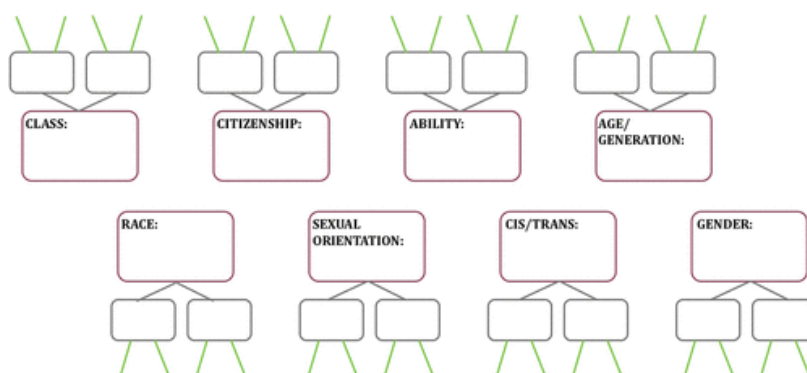 CLASS:
CITIZENSHIP:
ABILITY:
AGE/
GENERATION:
RACE:
SEXUAL
ORIENTATION:
CIS/TRANS:
GENDER: